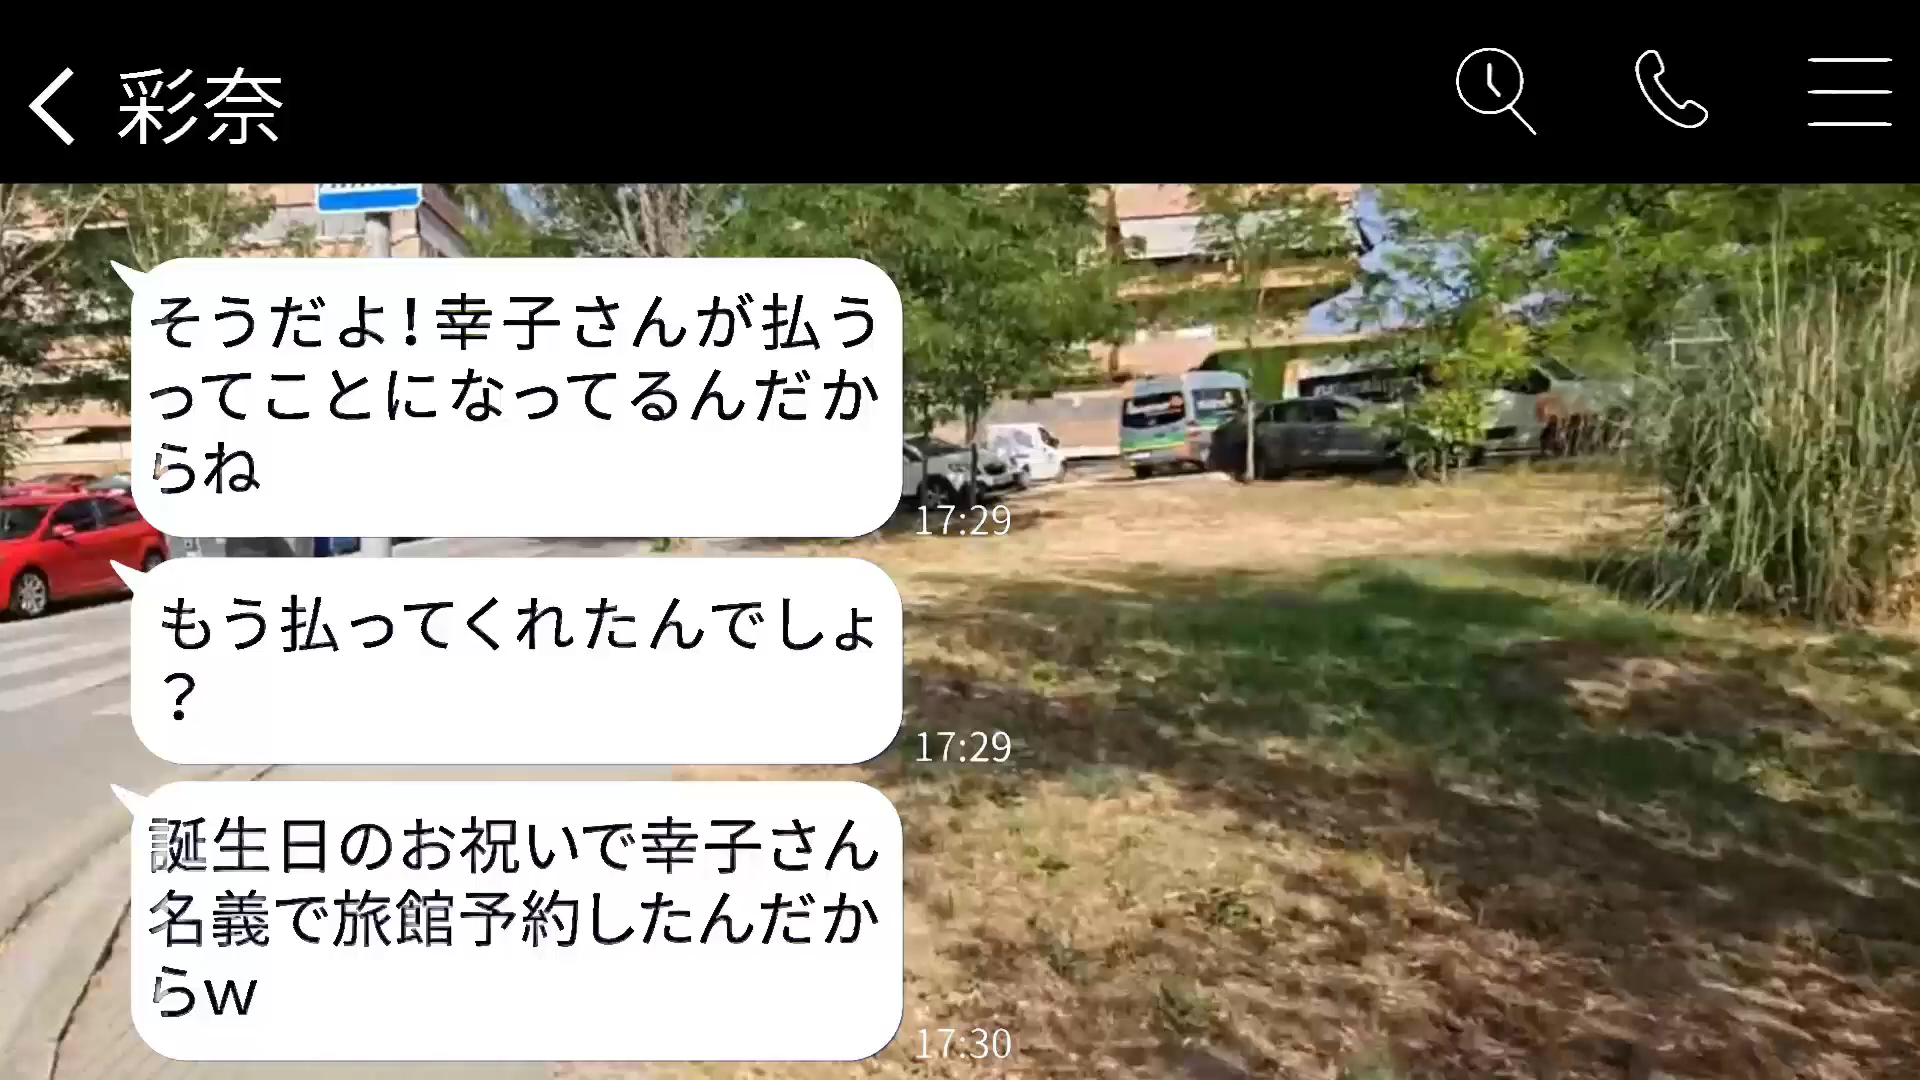 彩奈
そうだよ！幸子さんが払う
ってことになってるんだか
らね
17:29
もう払ってくれたんでしょ
？
17:29
誕生日のお祝いで幸子さん
名義で旅館予約したんだか
らw
17:30